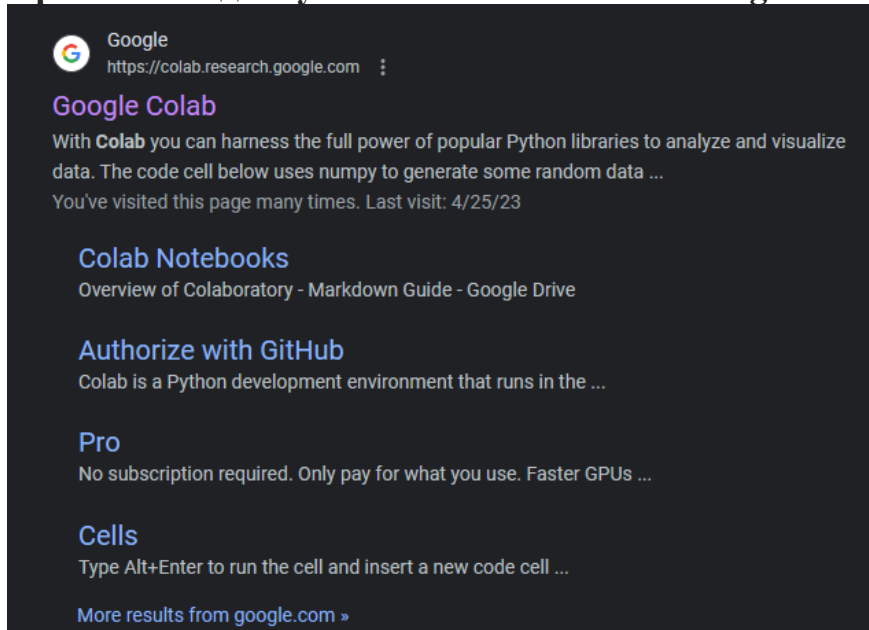 Google
https://colab.research.google.com
Google Colab
With Colab you can harness the full power of popular Python libraries to analyze and visualize
data. The code cell below uses numpy to generate some random data ...
You've visited this page many times. Last visit: 4/25/23
Colab Notebooks
Overview of Colaboratory - Markdown Guide - Google Drive
Authorize with GitHub
Colab is a Python development environment that runs in the ...
Pro
No subscription required. Only pay for what you use. Faster GPUs ...
Cells
Type Alt+Enter to run the cell and insert a new code cell ...
More results from google.com »